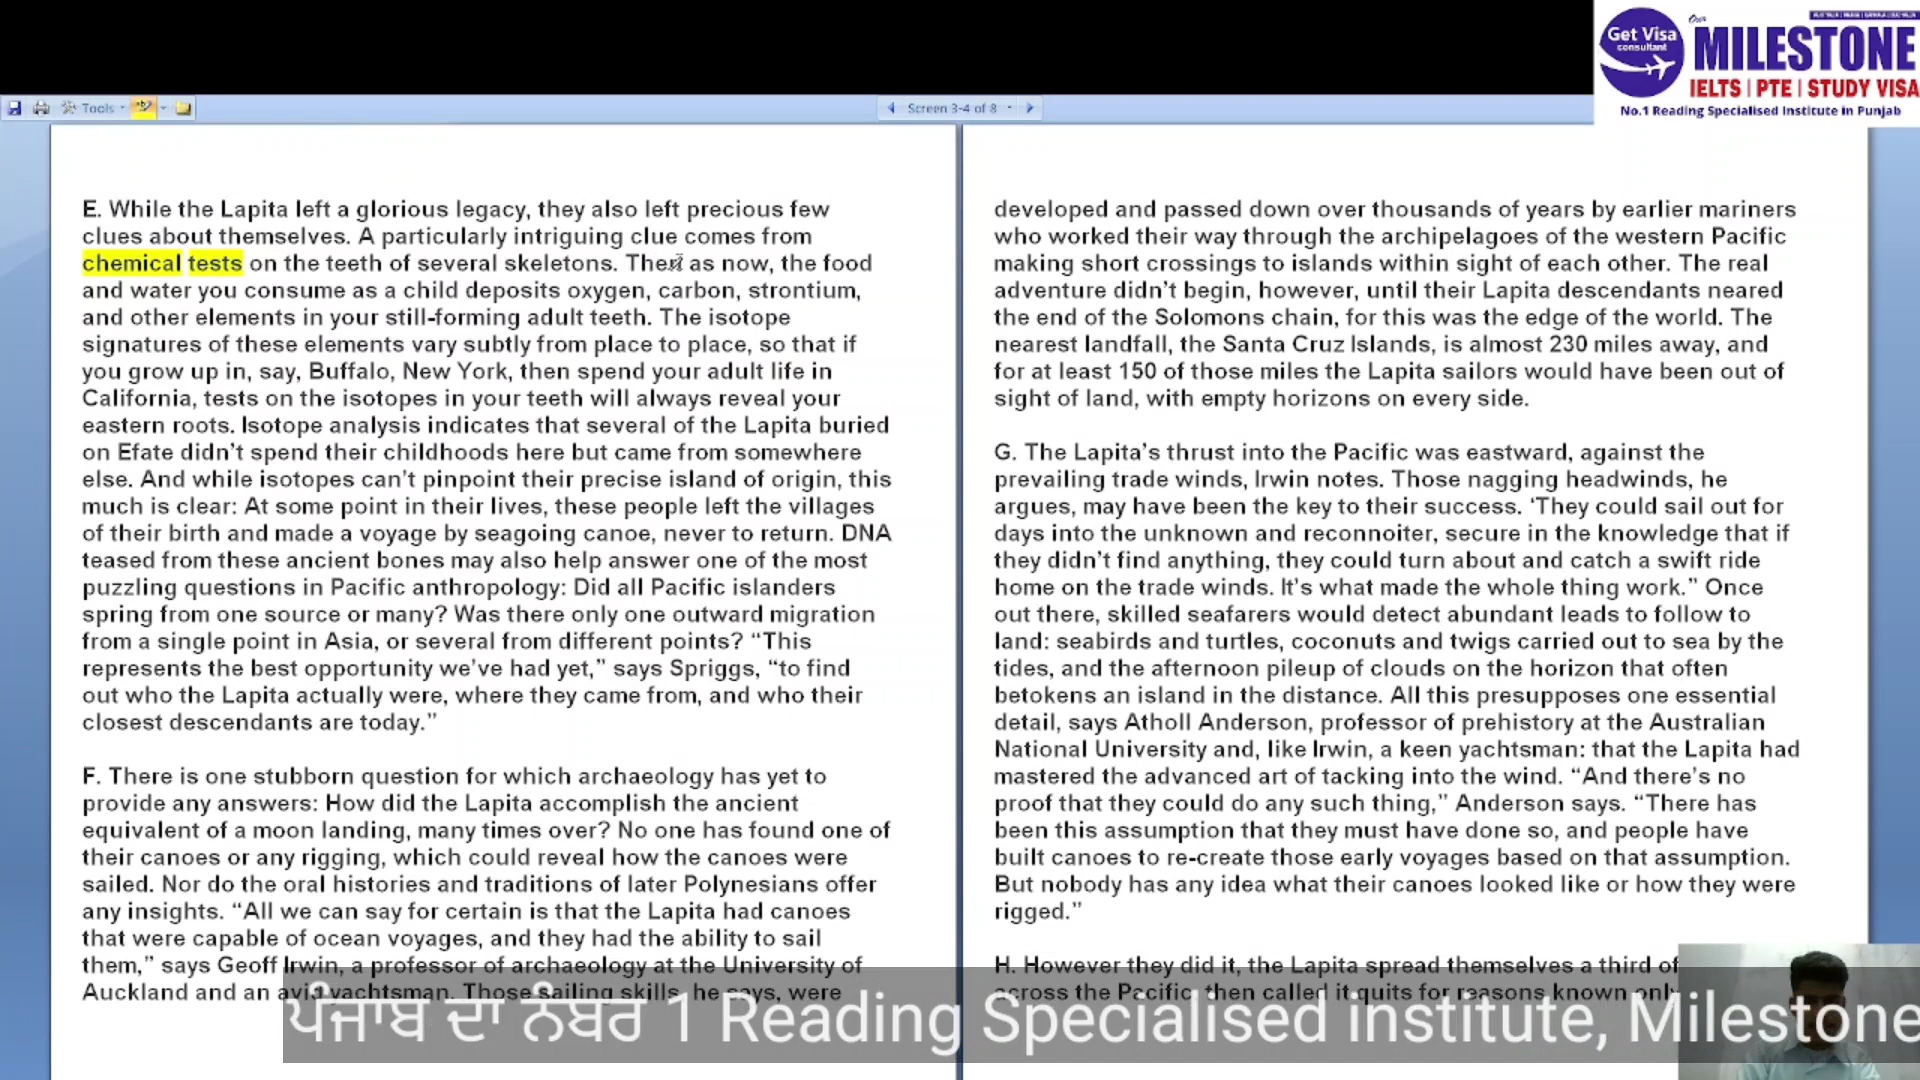 Get Visa
consultant
Our
MILESTONE
IELTS | PTE | STUDY VISA
No.1 Reading Specialised Institute in Punjab
Tools
Screen 3-4 of 8
E. While the Lapita left a glorious legacy, they also left precious few
clues about themselves. A particularly intriguing clue comes from
chemical tests on the teeth of several skeletons. Then as now, the food
and water you consume as a child deposits oxygen, carbon, strontium,
and other elements in your still-forming adult teeth. The isotope
signatures of these elements vary subtly from place to place, so that if
you grow up in, say, Buffalo, New York, then spend your adult life in
California, tests on the isotopes in your teeth will always reveal your
eastern roots. Isotope analysis indicates that several of the Lapita buried
on Efate didn’t spend their childhoods here but came from somewhere
else. And while isotopes can’t pinpoint their precise island of origin, this
much is clear: At some point in their lives, these people left the villages
of their birth and made a voyage by seagoing canoe, never to return. DNA
teased from these ancient bones may also help answer one of the most
puzzling questions in Pacific anthropology: Did all Pacific islanders
spring from one source or many? Was there only one outward migration
from a single point in Asia, or several from different points? “This
represents the best opportunity we’ve had yet,” says Spriggs, “to find
out who the Lapita actually were, where they came from, and who their
closest descendants are today.”
F. There is one stubborn question for which archaeology has yet to
provide any answers: How did the Lapita accomplish the ancient
equivalent of a moon landing, many times over? No one has found one of
their canoes or any rigging, which could reveal how the canoes were
sailed. Nor do the oral histories and traditions of later Polynesians offer
any insights. “All we can say for certain is that the Lapita had canoes
that were capable of ocean voyages, and they had the ability to sail
them,” says Geoff Irwin, a professor of archaeology at the University of
Auckland and an avid yachtsman. Those sailing skills, he says, were
developed and passed down over thousands of years by earlier mariners
who worked their way through the archipelagoes of the western Pacific
making short crossings to islands within sight of each other. The real
adventure didn’t begin, however, until their Lapita descendants neared
the end of the Solomons chain, for this was the edge of the world. The
nearest landfall, the Santa Cruz Islands, is almost 230 miles away, and
for at least 150 of those miles the Lapita sailors would have been out of
sight of land, with empty horizons on every side.
G. The Lapita’s thrust into the Pacific was eastward, against the
prevailing trade winds, Irwin notes. Those nagging headwinds, he
argues, may have been the key to their success. ‘They could sail out for
days into the unknown and reconnoiter, secure in the knowledge that if
they didn’t find anything, they could turn about and catch a swift ride
home on the trade winds. It’s what made the whole thing work.” Once
out there, skilled seafarers would detect abundant leads to follow to
land: seabirds and turtles, coconuts and twigs carried out to sea by the
tides, and the afternoon pileup of clouds on the horizon that often
betokens an island in the distance. All this presupposes one essential
detail, says Atholl Anderson, professor of prehistory at the Australian
National University and, like Irwin, a keen yachtsman: that the Lapita had
mastered the advanced art of tacking into the wind. “And there’s no
proof that they could do any such thing,” Anderson says. “There has
been this assumption that they must have done so, and people have
built canoes to re-create those early voyages based on that assumption.
But nobody has any idea what their canoes looked like or how they were
rigged.”
H. However they did it, the Lapita spread themselves a third of
across the Pacific, then called it quits for reasons known only
ਪੰਜਾਬ ਦਾ ਨੰਬਰ 1 Reading Specialised institute, Milestone